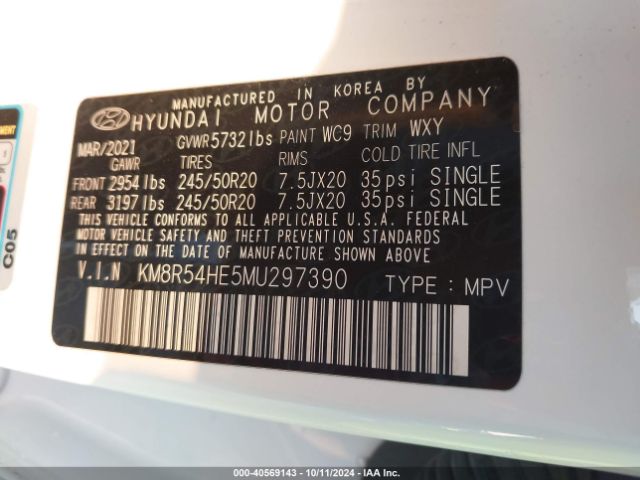 MANUFACTURED IN KOREA BY
HYUNDAI MOTOR COMPANY
MAR/2021 GVWR 5732lbs PAINT WC9 TRIM WXY
GAWR TIRES RIMS COLD TIRE INFL
FRONT 2954lbs 245/50R20 7.5JX20 35psi SINGLE
REAR 3197lbs 245/50R20 7.5JX20 35psi SINGLE
THIS VEHICLE CONFORMS TO ALL APPLICABLE U.S.A. FEDERAL
MOTOR VEHICLE SAFETY AND THEFT PREVENTION STANDARDS
IN EFFECT ON THE DATE OF MANUFACTURE SHOWN ABOVE
V.I.N KM8R54HE5MU297390 TYPE : MPV
C05
000-40569143 - 10/11/2024 - IAA Inc.